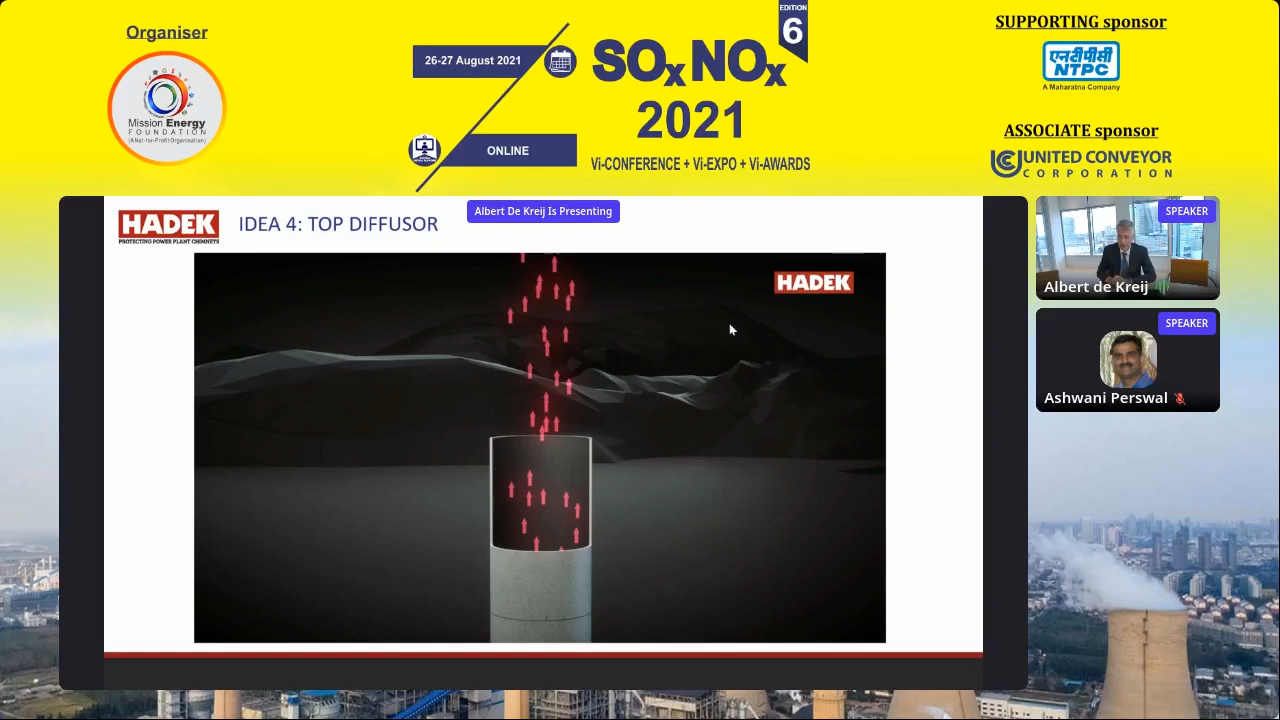 Organiser
Mission Energy
FOUNDATION
(A Not-for-Profit Organisation)
26-27 August 2021
ONLINE
EDITION
6
SOx NOx
2021
Vi-CONFERENCE + Vi-EXPO + Vi-AWARDS
SUPPORTING sponsor
एनटीपीसी
NTPC
A Maharatna Company
ASSOCIATE sponsor
UNITED CONVEYOR
CORPORATION
HADEK
PROTECTING POWER PLANT CHIMNEYS
IDEA 4: TOP DIFFUSOR
Albert De Kreij Is Presenting
HADEK
SPEAKER
Albert de Kreij
SPEAKER
Ashwani Perswal